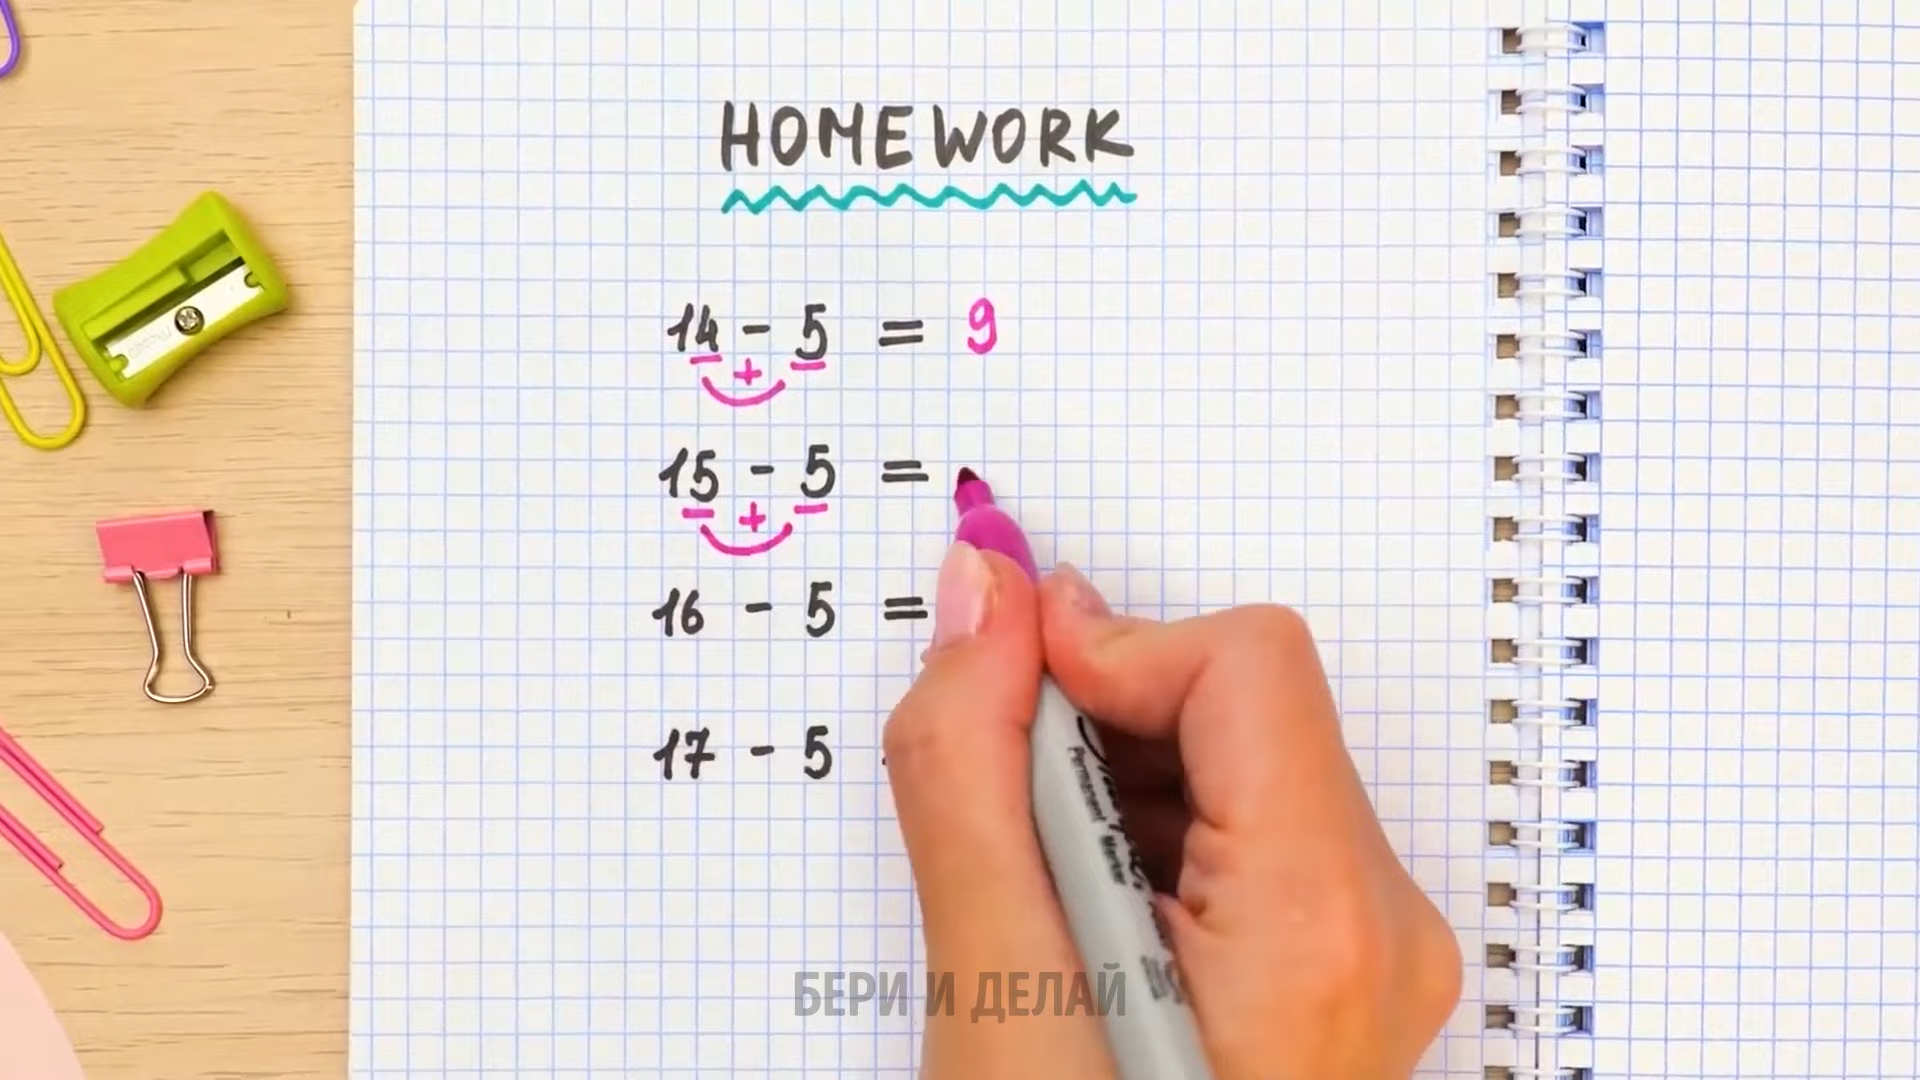 HOMEWORK
14 - 5 = 9
+
15 - 5 =
+
16 - 5 =
17 - 5
Permanent Marker
БЕРИ И ДЕЛАЙ